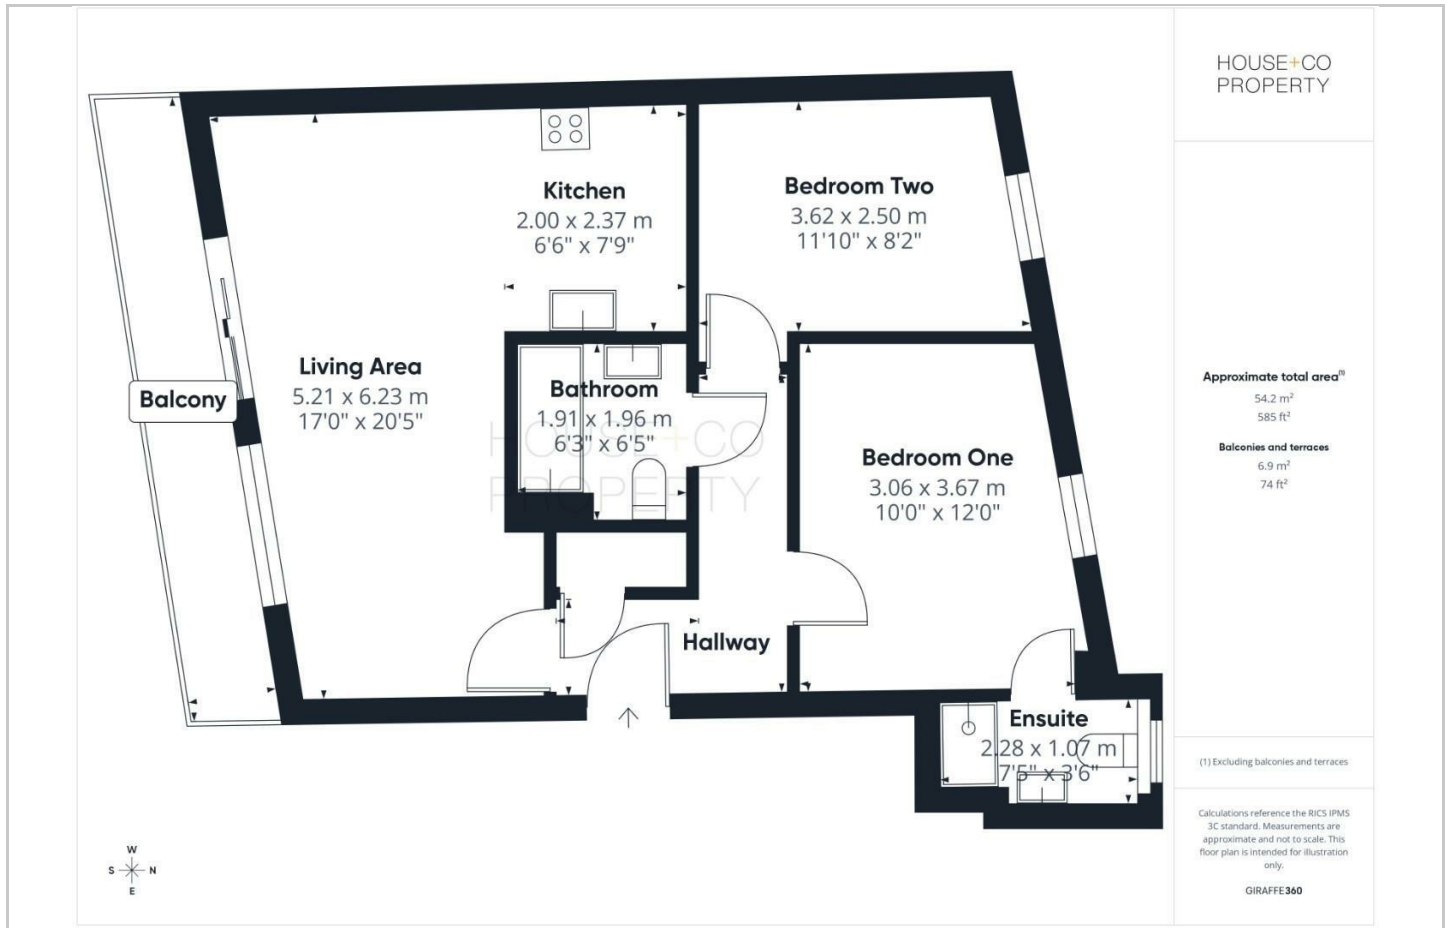 HOUSE+CO
PROPERTY
Kitchen
2.00 x 2.37 m
6'6" x 7'9"
Bedroom Two
3.62 x 2.50 m
11'10" x 8'2"
Living Area
5.21 x 6.23 m
17'0" x 20'5"
Balcony
Bathroom
1.91 x 1.96 m
6'3" x 6'5"
HOUSE+CO
PROPERTY
Bedroom One
3.06 x 3.67 m
10'0" x 12'0"
Hallway
Ensuite
2.28 x 1.07 m
7'5" x 3'6"
W
S N
E
Approximate total area(1)
54.2 m²
585 ft²
Balconies and terraces
6.9 m²
74 ft²
(1) Excluding balconies and terraces
Calculations reference the RICS IPMS
3C standard. Measurements are
approximate and not to scale. This
floor plan is intended for illustration
only.
GIRAFFE360